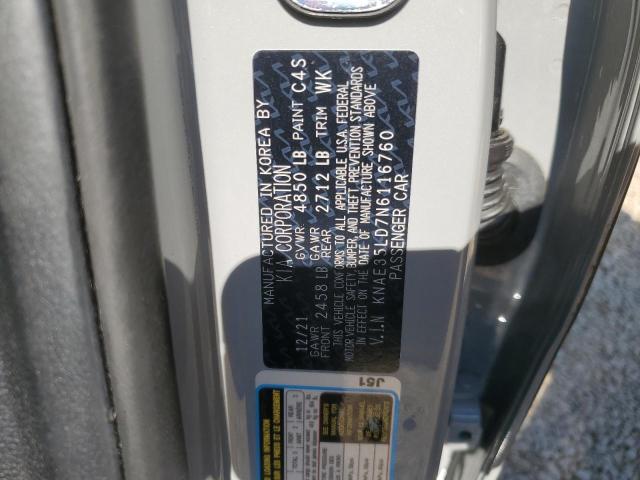 MANUFACTURED IN KOREA BY
KIA CORPORATION
12/21 GVWR 4850 LB PAINT C4S
GAWR FRONT 2458 LB GAWR REAR 2712 LB TRIM WK
THIS VEHICLE CONFORMS TO ALL APPLICABLE U.S.A. FEDERAL
MOTOR VEHICLE SAFETY, BUMPER, AND THEFT PREVENTION STANDARDS
IN EFFECT ON THE DATE OF MANUFACTURE SHOWN ABOVE
V.I.N KNAE35LD7N6116760
PASSENGER CAR
J51